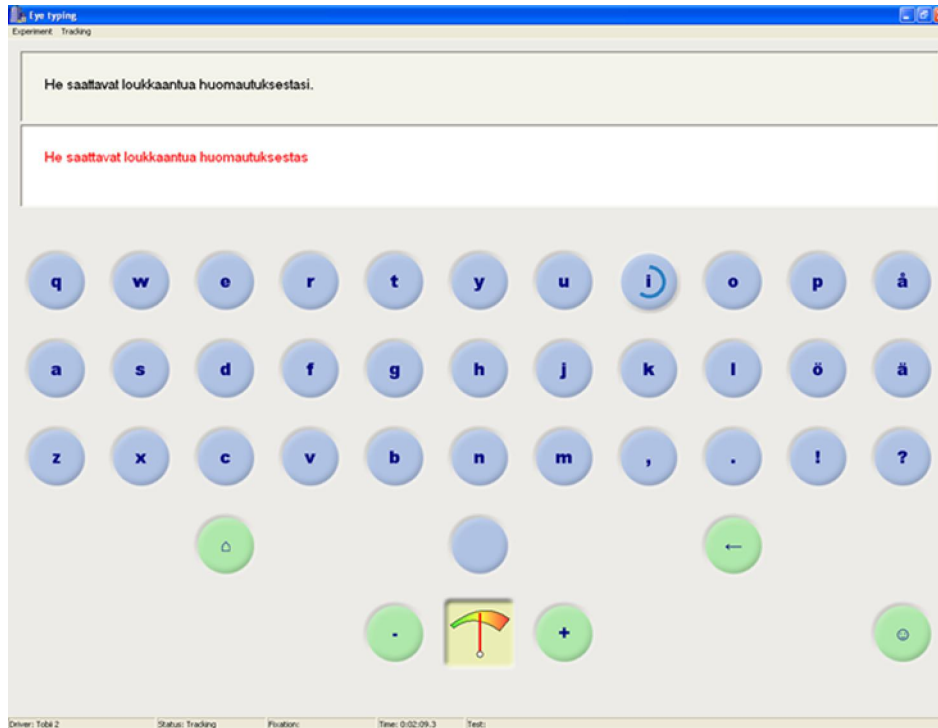 Eye typing
Experiment Tracking
He saattavat loukkaantua huomautuksestasi.
He saattavat loukkaantua huomautuksestas
q w e r t y u i o p å
a s d f g h j k l ö ä
z x c v b n m , . ! ?
⌂ ←
- + ☺
Driver: Tobii 2 Status: Tracking Fixation: Time: 0:02:09.3 Test: